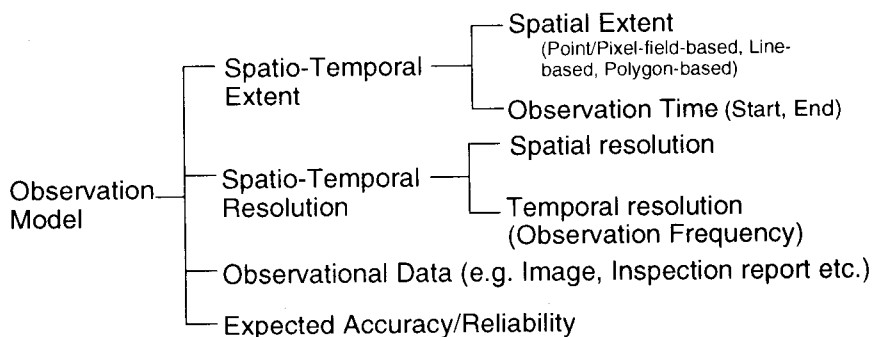 Spatial Extent
(Point/Pixel-field-based, Line-
based, Polygon-based)
Spatio-Temporal
Extent
Observation Time (Start, End)
Spatial resolution
Observation
Model
Spatio-Temporal
Resolution
Temporal resolution
(Observation Frequency)
Observational Data (e.g. Image, Inspection report etc.)
Expected Accuracy/Reliability